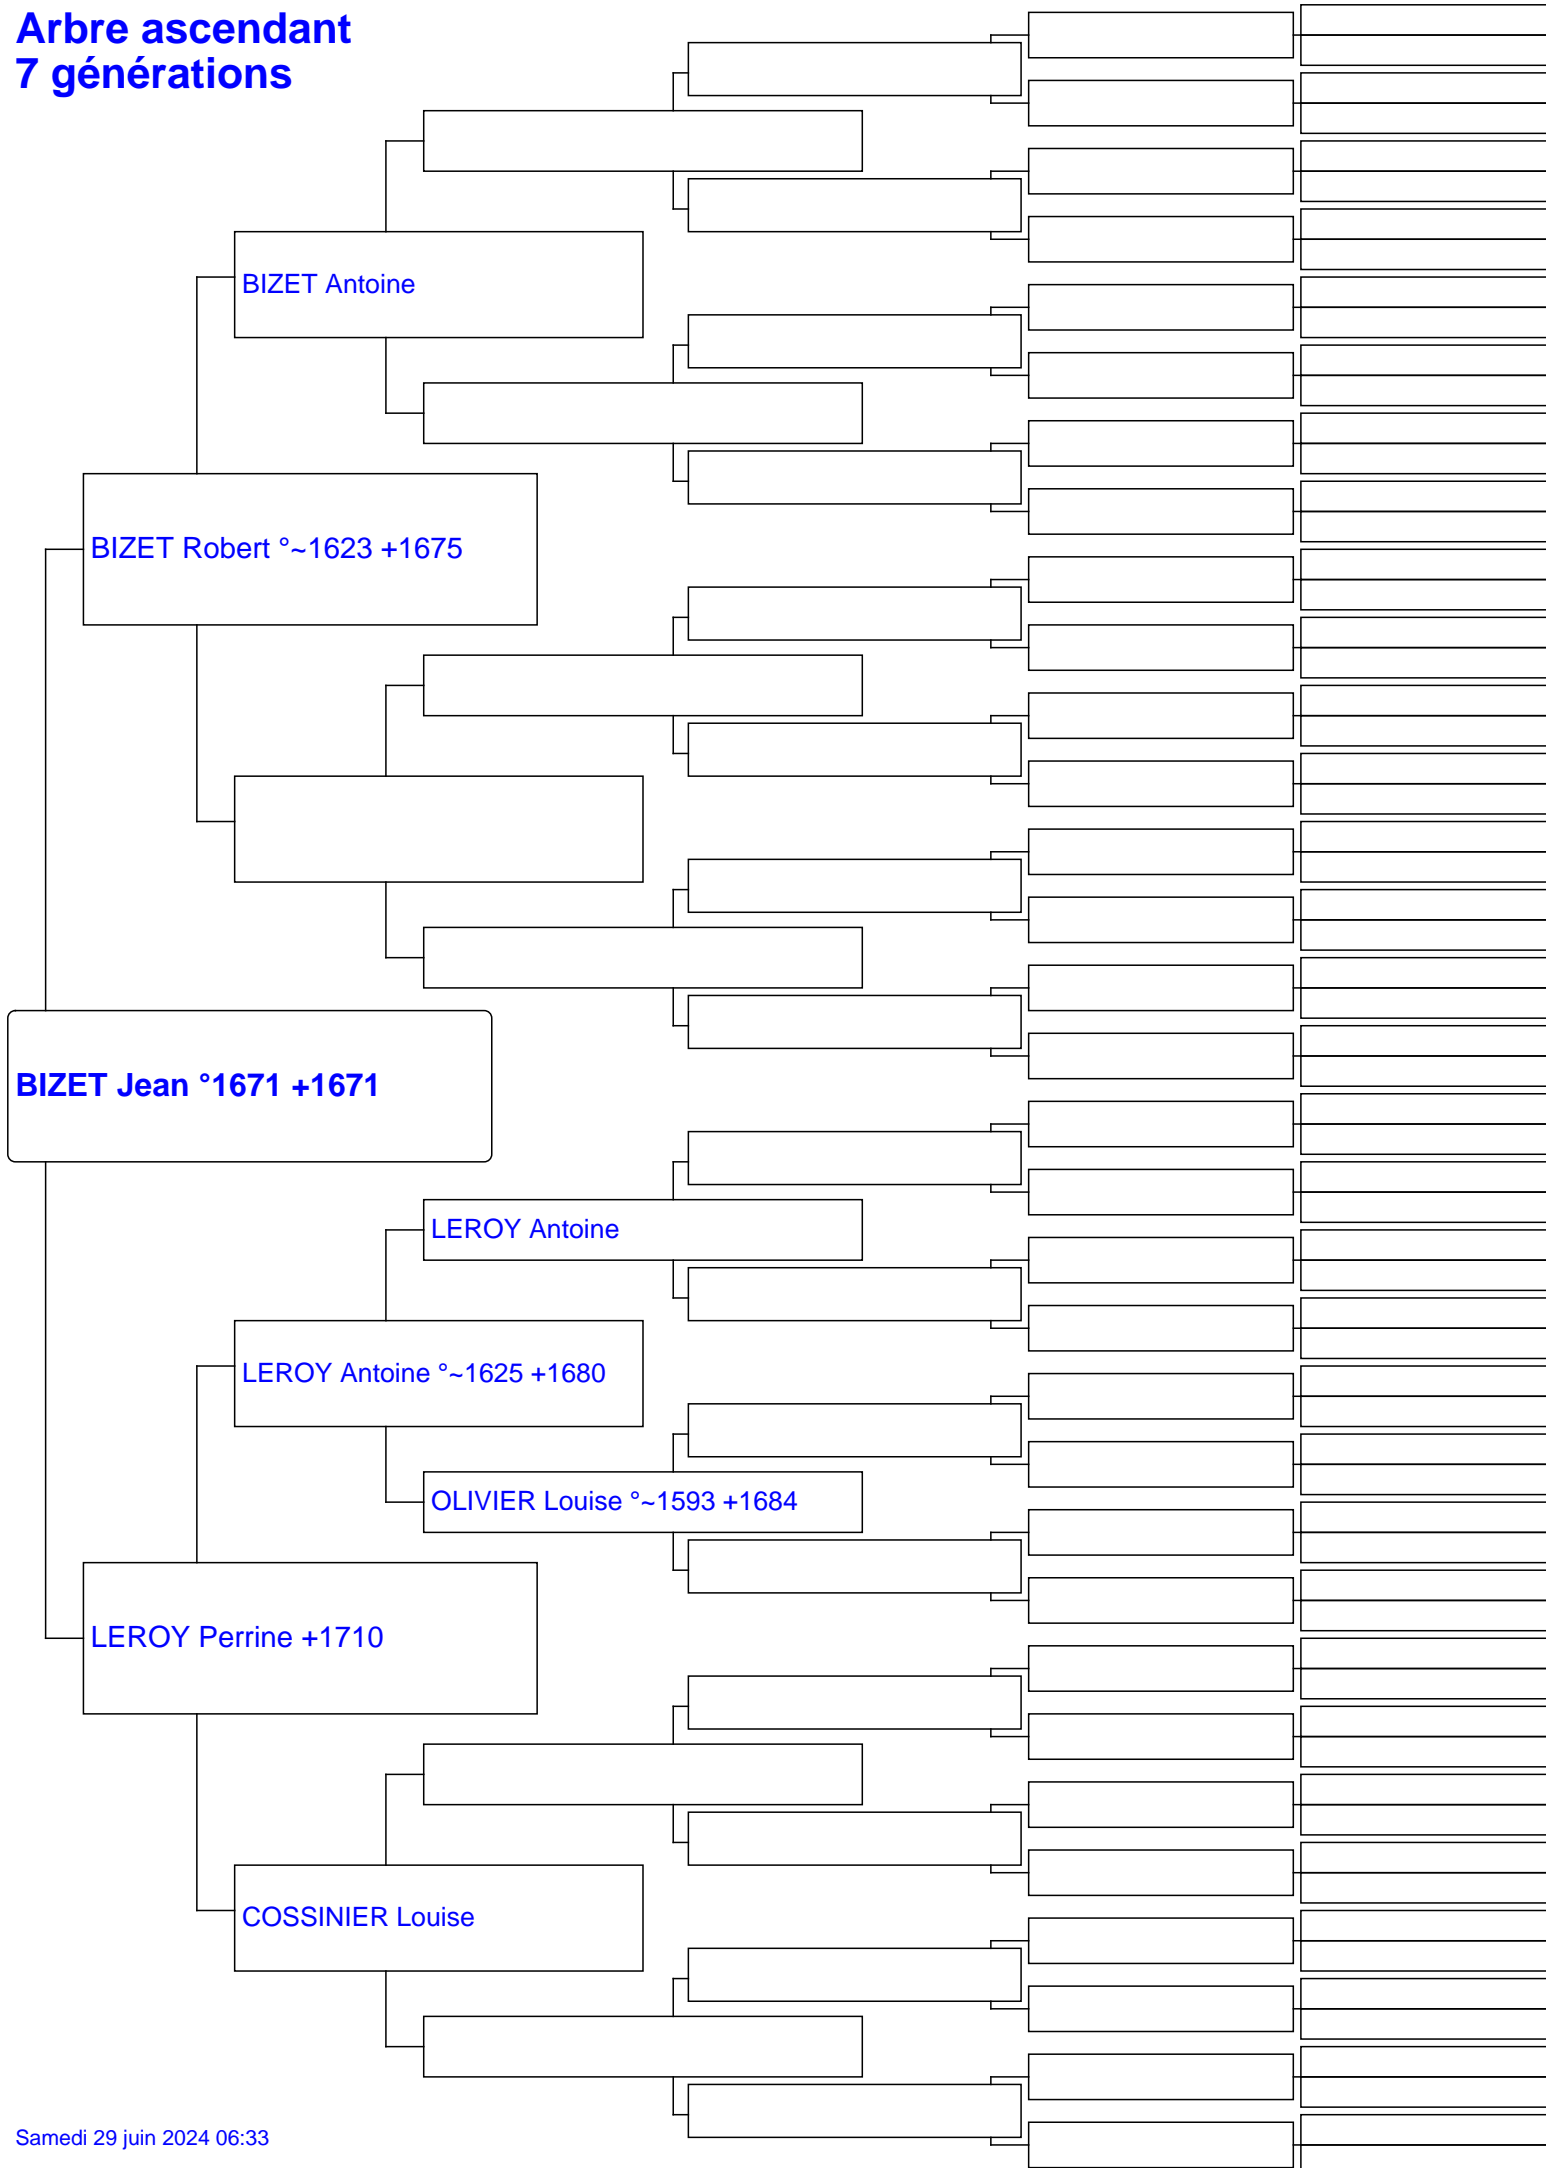 Arbre ascendant
7 générations
BIZET Antoine
BIZET Robert °~1623 +1675
BIZET Jean °1671 +1671
LEROY Antoine
LEROY Antoine °~1625 +1680
OLIVIER Louise °~1593 +1684
LEROY Perrine +1710
COSSINIER Louise
Samedi 29 juin 2024 06:33